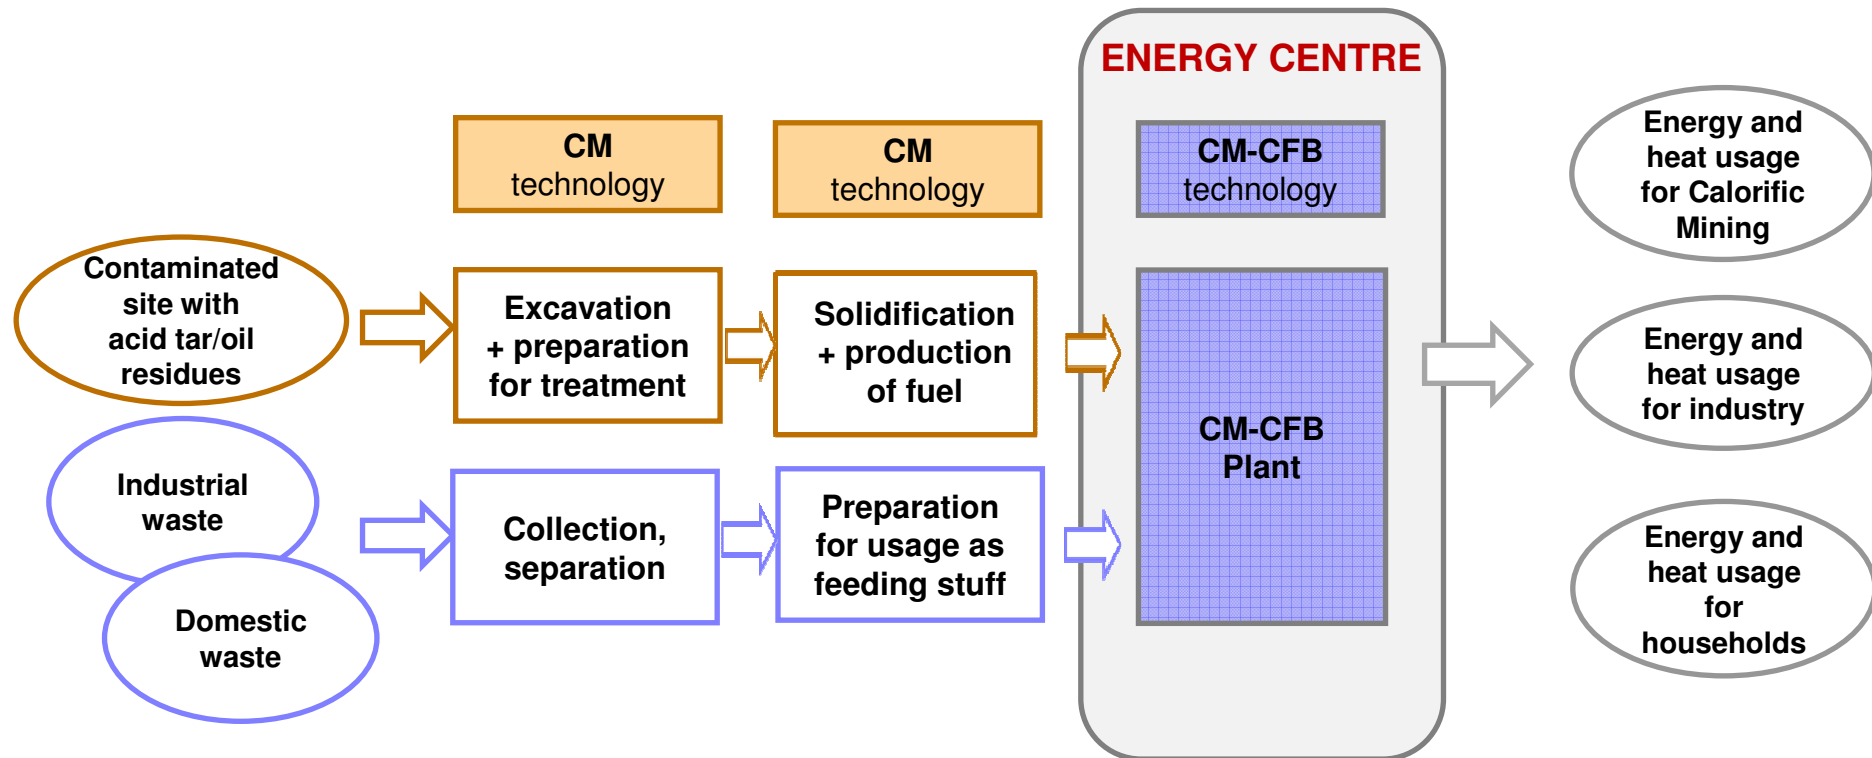 ENERGY CENTRE
CM
technology
CM
technology
CM-CFB
technology
Contaminated
site with
acid tar/oil
residues
Excavation
+ preparation
for treatment
Solidification
+ production
of fuel
Industrial
waste
Domestic
waste
Collection,
separation
Preparation
for usage as
feeding stuff
CM-CFB
Plant
Energy and
heat usage
for Calorific
Mining
Energy and
heat usage
for industry
Energy and
heat usage
for
households